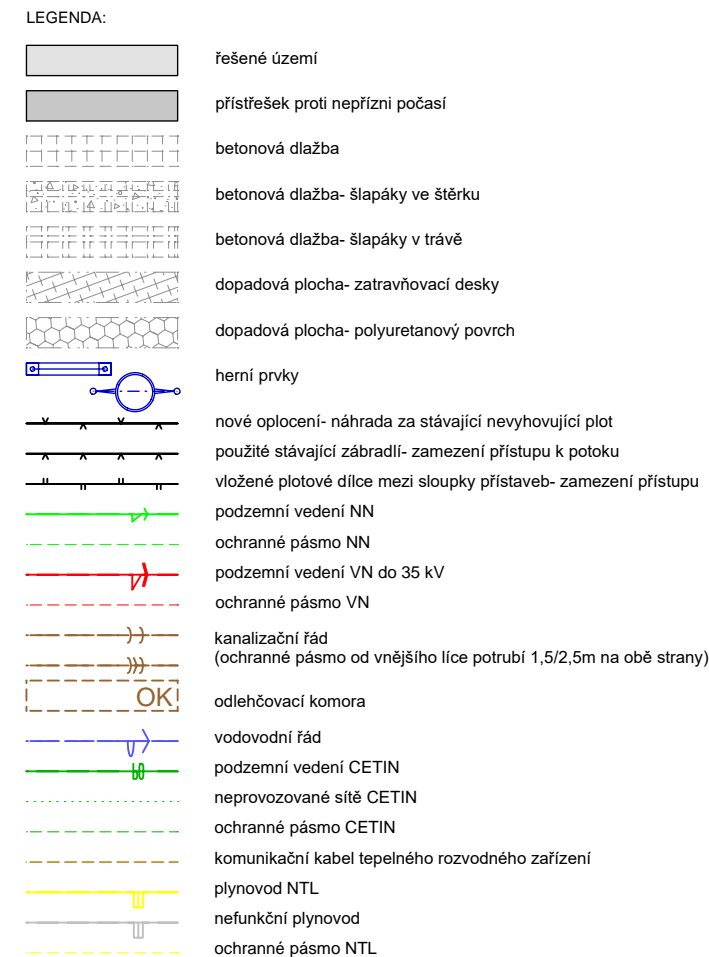 LEGENDA:
řešené území
přístřešek proti nepřízni počasí
betonová dlažba
betonová dlažba- šlapáky ve štěrku
betonová dlažba- šlapáky v trávě
dopadová plocha- zatravňovací desky
dopadová plocha- polyuretanový povrch
herní prvky
nové oplocení- náhrada za stávající nevyhovující plot
použité stávající zábradlí- zamezení přístupu k potoku
vložené plotové dílce mezi sloupky přístaveb- zamezení přístupu
podzemní vedení NN
ochranné pásmo NN
podzemní vedení VN do 35 kV
ochranné pásmo VN
kanalizační řád
(ochranné pásmo od vnějšího líce potrubí 1,5/2,5m na obě strany)
OK
odlehčovací komora
vodovodní řád
podzemní vedení CETIN
neprovozované sítě CETIN
ochranné pásmo CETIN
komunikační kabel tepelného rozvodného zařízení
plynovod NTL
nefunkční plynovod
ochranné pásmo NTL